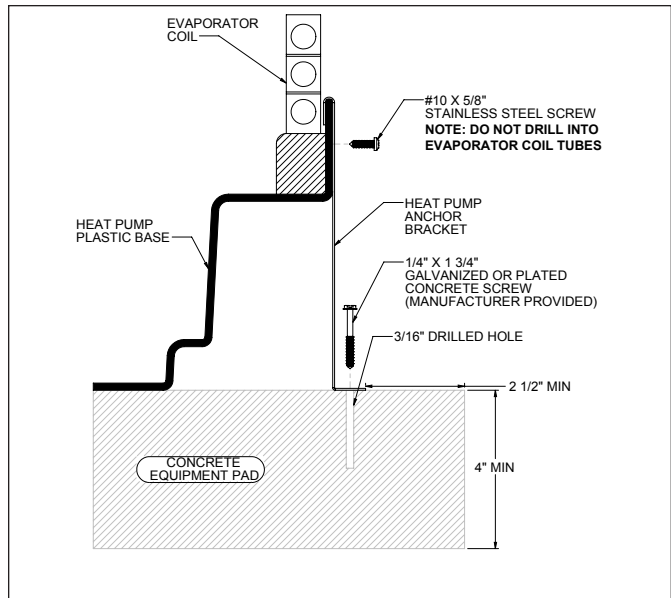 EVAPORATOR
COIL
#10 X 5/8"
STAINLESS STEEL SCREW
NOTE: DO NOT DRILL INTO
EVAPORATOR COIL TUBES
HEAT PUMP
PLASTIC BASE
HEAT PUMP
ANCHOR
BRACKET
1/4" X 1 3/4"
GALVANIZED OR PLATED
CONCRETE SCREW
(MANUFACTURER PROVIDED)
3/16" DRILLED HOLE
2 1/2" MIN
4" MIN
CONCRETE
EQUIPMENT PAD